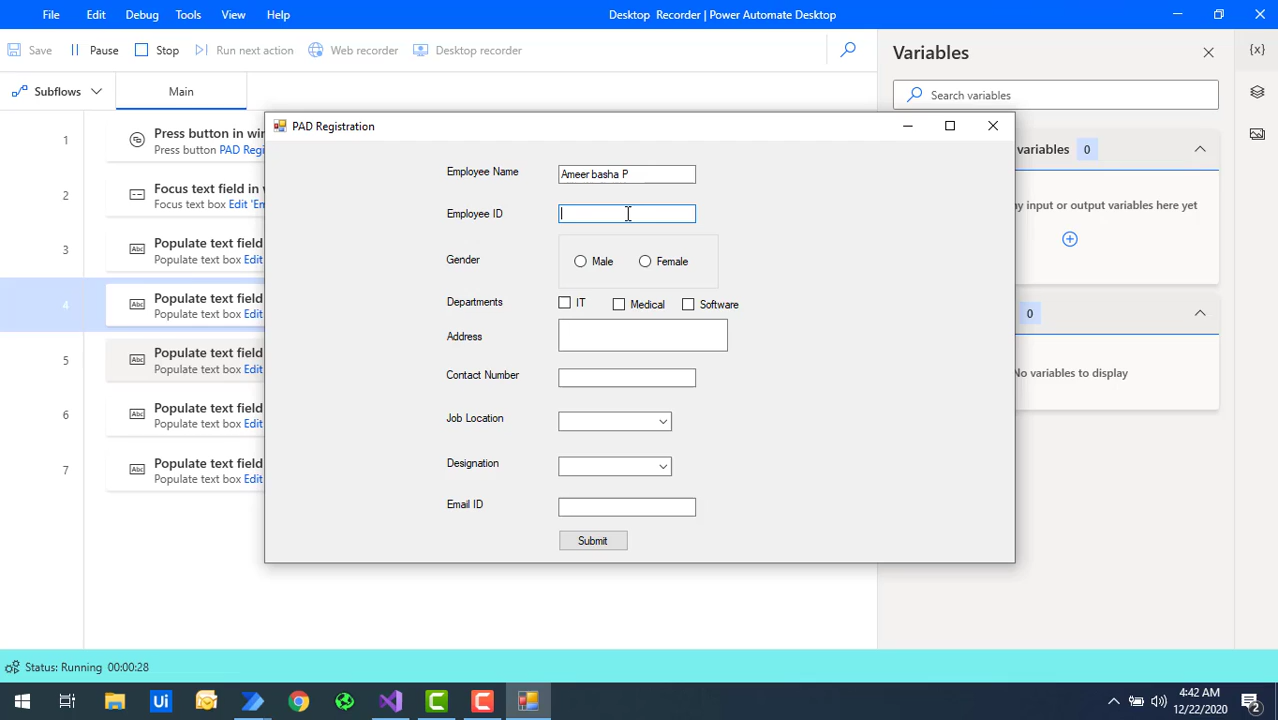 File Edit Debug Tools View Help Desktop Recorder | Power Automate Desktop
Save Pause Stop Run next action Web recorder Desktop recorder
Variables
{x}
Subflows Main
Search variables
1 Press button in
Press button PAD Regi
2 Focus text field in
Focus text field Edit
3 Populate text field
Populate text box Edit
4 Populate text field
Populate text box Edit
5 Populate text field
Populate text box Edit
6 Populate text field
Populate text box Edit
7 Populate text field
Populate text box Edit
PAD Registration
Employee Name Ameer basha P
Employee ID
Gender Male Female
Departments IT Medical Software
Address
Contact Number
Job Location
Designation
Email ID
Submit
variables 0
any input or output variables here yet
0
No variables to display
Status: Running 00:00:28
Ui
4:42 AM
12/22/2020
2